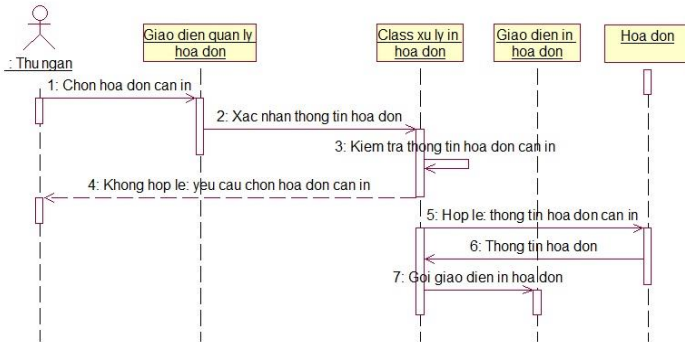 Giao dien quan ly
hoa don
Class xu ly in
hoa don
Giao dien in
hoa don
Hoa don
: Thu ngan
1: Chon hoa don can in
2: Xac nhan thong tin hoa don
3: Kiem tra thong tin hoa don can in
4: Khong hop le: yeu cau chon hoa don can in
5: Hop le: thong tin hoa don can in
6: Thong tin hoa don
7: Goi giao dien in hoa don